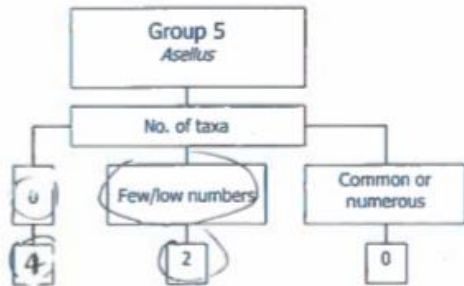 Group 5
Asellus
No. of taxa
0
Few/low numbers
Common or
numerous
4
2
0